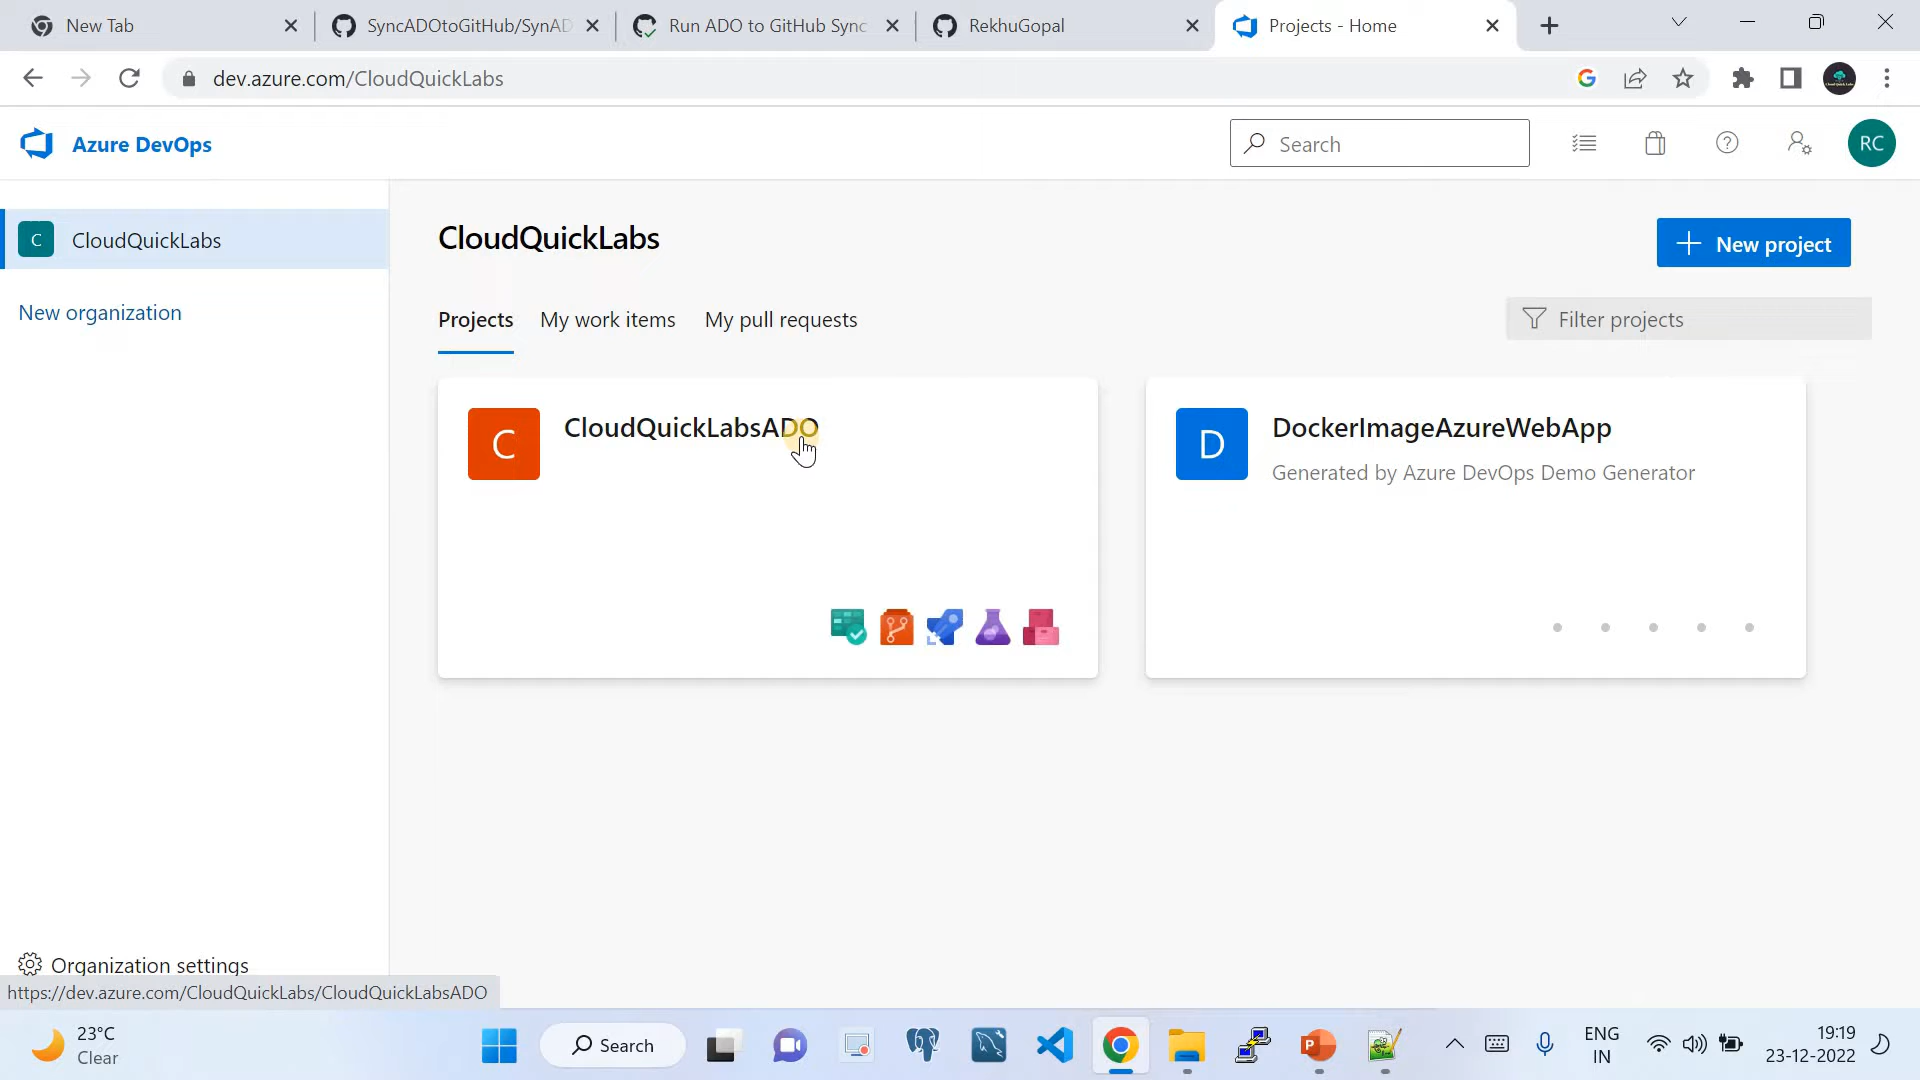 New Tab
SyncADOtoGitHub/SynAD
Run ADO to GitHub Sync
RekhuGopal
Projects - Home
dev.azure.com/CloudQuickLabs
Azure DevOps
Search
RC
C
CloudQuickLabs
New organization
CloudQuickLabs
New project
Projects
My work items
My pull requests
Filter projects
C
CloudQuickLabsADO
D
DockerImageAzureWebApp
Generated by Azure DevOps Demo Generator
Organization settings
https://dev.azure.com/CloudQuickLabs/CloudQuickLabsADO
23°C
Clear
Search
ENG
IN
19:19
23-12-2022